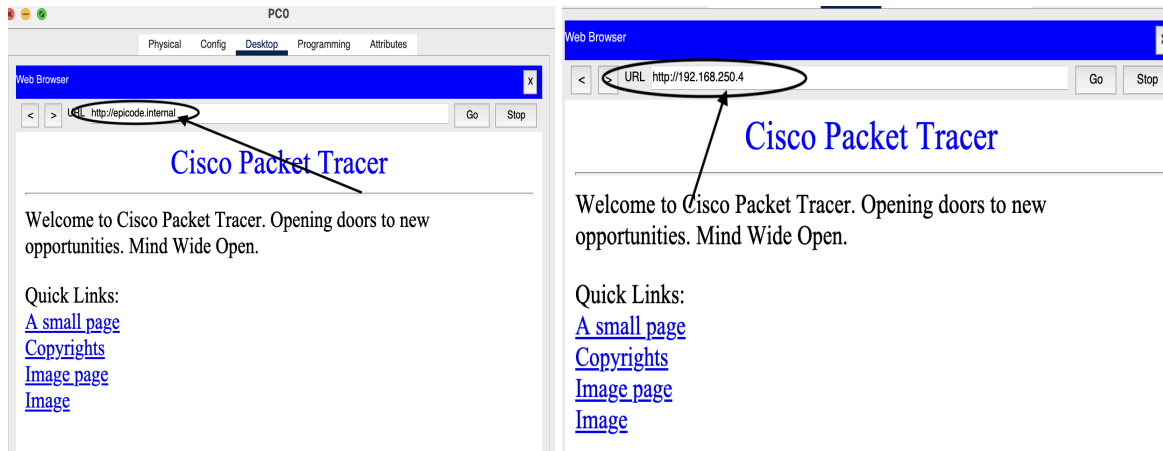 PC0
Physical Config Desktop Programming Attributes
Web Browser X
< > URL http://epicode.internal Go Stop
Cisco Packet Tracer
Welcome to Cisco Packet Tracer. Opening doors to new
opportunities. Mind Wide Open.
Quick Links:
A small page
Copyrights
Image page
Image
Web Browser
< > URL http://192.168.250.4 Go Stop
Cisco Packet Tracer
Welcome to Cisco Packet Tracer. Opening doors to new
opportunities. Mind Wide Open.
Quick Links:
A small page
Copyrights
Image page
Image